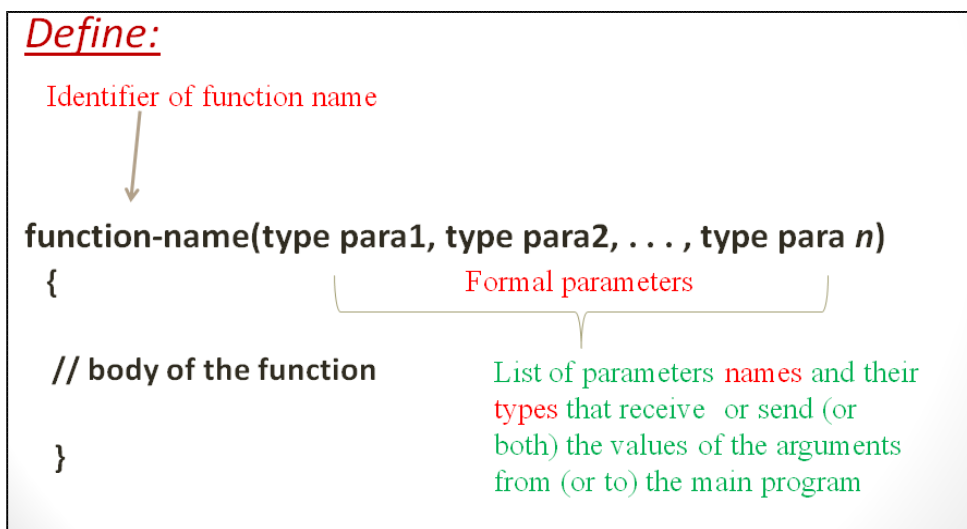 Define:
Identifier of function name
function-name(type para1, type para2, . . . , type para n)
{
Formal parameters
// body of the function
List of parameters names and their
types that receive or send (or
both) the values of the arguments
from (or to) the main program
}